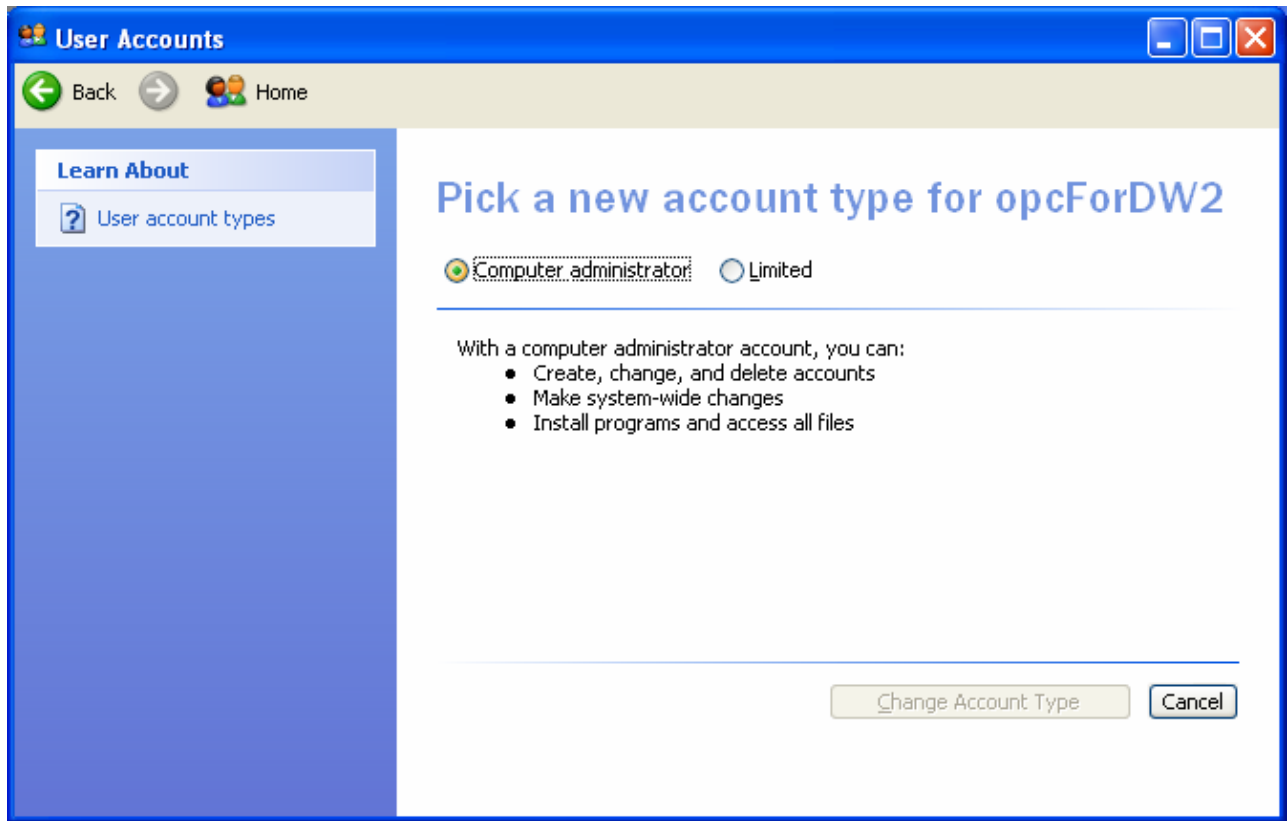 User Accounts
Back Home
Learn About
User account types
Pick a new account type for opcForDW2
Computer administrator Limited
With a computer administrator account, you can:
● Create, change, and delete accounts
● Make system-wide changes
● Install programs and access all files
Change Account Type Cancel